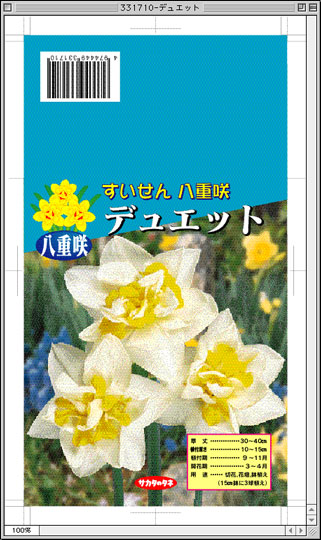 331710-デュエット
4 974449 331710
すいせん 八重咲
デュエット
八重咲
草 丈 ・・・・・・・・・・・ 30〜40cm
植付深さ ・・・・・・・・・・・ 10〜15cm
植付期 ・・・・・・・・・・・ 9〜11月
開花期 ・・・・・・・・・・・ 3〜4月
用 途 ・・・・・ 切花,花壇,鉢植え
(15cm鉢に3球植え)
サカタのタネ
100%